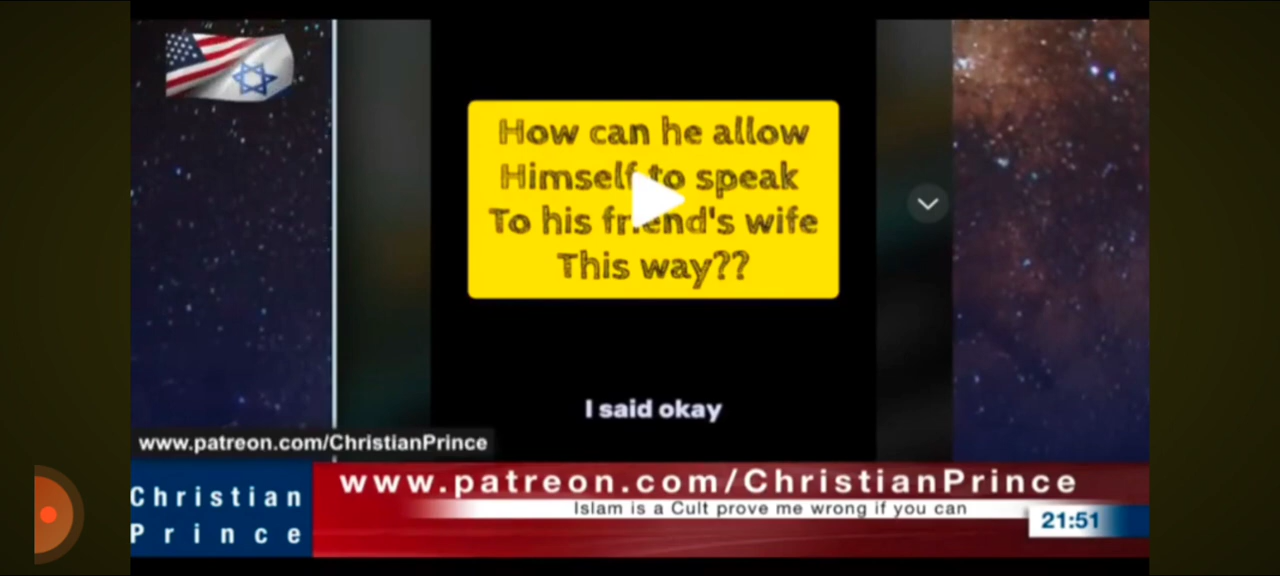 How can he allow
Himself to speak
To his friend's wife
This way??
I said okay
www.patreon.com/ChristianPrince
www.patreon.com/ChristianPrince
Islam is a Cult prove me wrong if you can
Christian
Prince
21:51